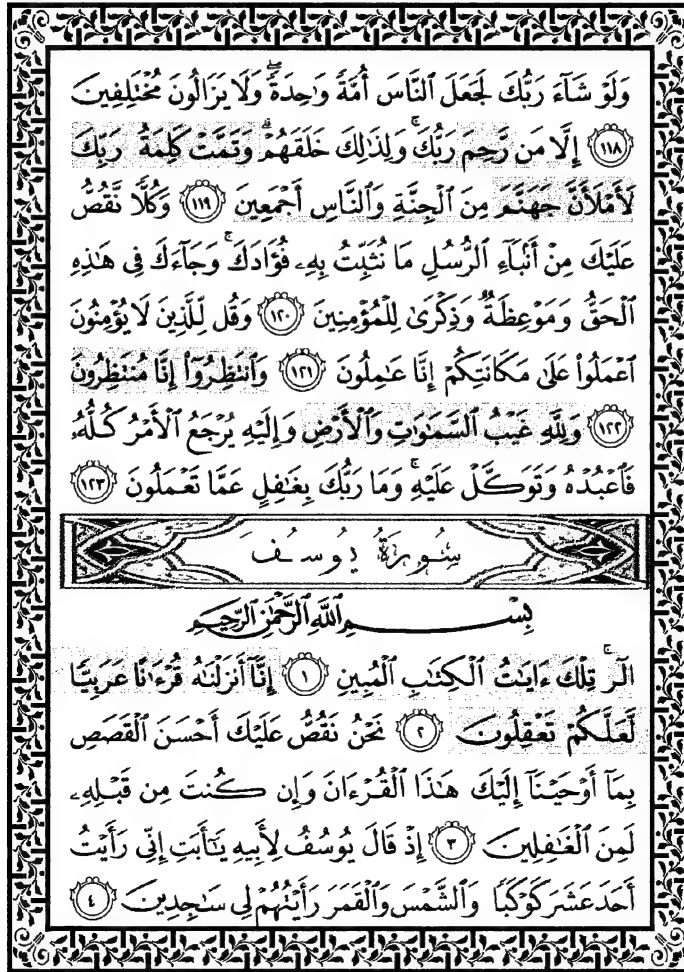 وَلَوْ شَآءَ رَبُّكَ لَجَعَلَ ٱلنَّاسَ أُمَّةً وَٰحِدَةً ۖ وَلَا يَزَالُونَ مُخْتَلِفِينَ
١١٨ إِلَّا مَن رَّحِمَ رَبُّكَ ۚ وَلِذَٰلِكَ خَلَقَهُمْ ۗ وَتَمَّتْ كَلِمَةُ رَبِّكَ
لَأَمْلَأَنَّ جَهَنَّمَ مِنَ ٱلْجِنَّةِ وَٱلنَّاسِ أَجْمَعِينَ ١١٩ وَكُلًّا نَّقُصُّ
عَلَيْكَ مِنْ أَنۢبَآءِ ٱلرُّسُلِ مَا نُثَبِّتُ بِهِۦ فُؤَادَكَ ۚ وَجَآءَكَ فِى هَٰذِهِ
ٱلْحَقُّ وَمَوْعِظَةٌ وَذِكْرَىٰ لِلْمُؤْمِنِينَ ١٢٠ وَقُل لِّلَّذِينَ لَا يُؤْمِنُونَ
ٱعْمَلُوا۟ عَلَىٰ مَكَانَتِكُمْ إِنَّا عَٰمِلُونَ ١٢١ وَٱنتَظِرُوٓا۟ إِنَّا مُنتَظِرُونَ
١٢٢ وَلِلَّهِ غَيْبُ ٱلسَّمَٰوَٰتِ وَٱلْأَرْضِ وَإِلَيْهِ يُرْجَعُ ٱلْأَمْرُ كُلُّهُۥ
فَٱعْبُدْهُ وَتَوَكَّلْ عَلَيْهِ ۚ وَمَا رَبُّكَ بِغَٰفِلٍ عَمَّا تَعْمَلُونَ ١٢٣
سُورَةُ يُوسُفَ
بِسْمِ ٱللَّهِ ٱلرَّحْمَٰنِ ٱلرَّحِيمِ
الٓر ۚ تِلْكَ ءَايَٰتُ ٱلْكِتَٰبِ ٱلْمُبِينِ ١ إِنَّآ أَنزَلْنَٰهُ قُرْءَٰنًا عَرَبِيًّا
لَّعَلَّكُمْ تَعْقِلُونَ ٢ نَحْنُ نَقُصُّ عَلَيْكَ أَحْسَنَ ٱلْقَصَصِ
بِمَآ أَوْحَيْنَآ إِلَيْكَ هَٰذَا ٱلْقُرْءَانَ وَإِن كُنتَ مِن قَبْلِهِۦ
لَمِنَ ٱلْغَٰفِلِينَ ٣ إِذْ قَالَ يُوسُفُ لِأَبِيهِ يَٰٓأَبَتِ إِنِّى رَأَيْتُ
أَحَدَ عَشَرَ كَوْكَبًا وَٱلشَّمْسَ وَٱلْقَمَرَ رَأَيْتُهُمْ لِى سَٰجِدِينَ ٤